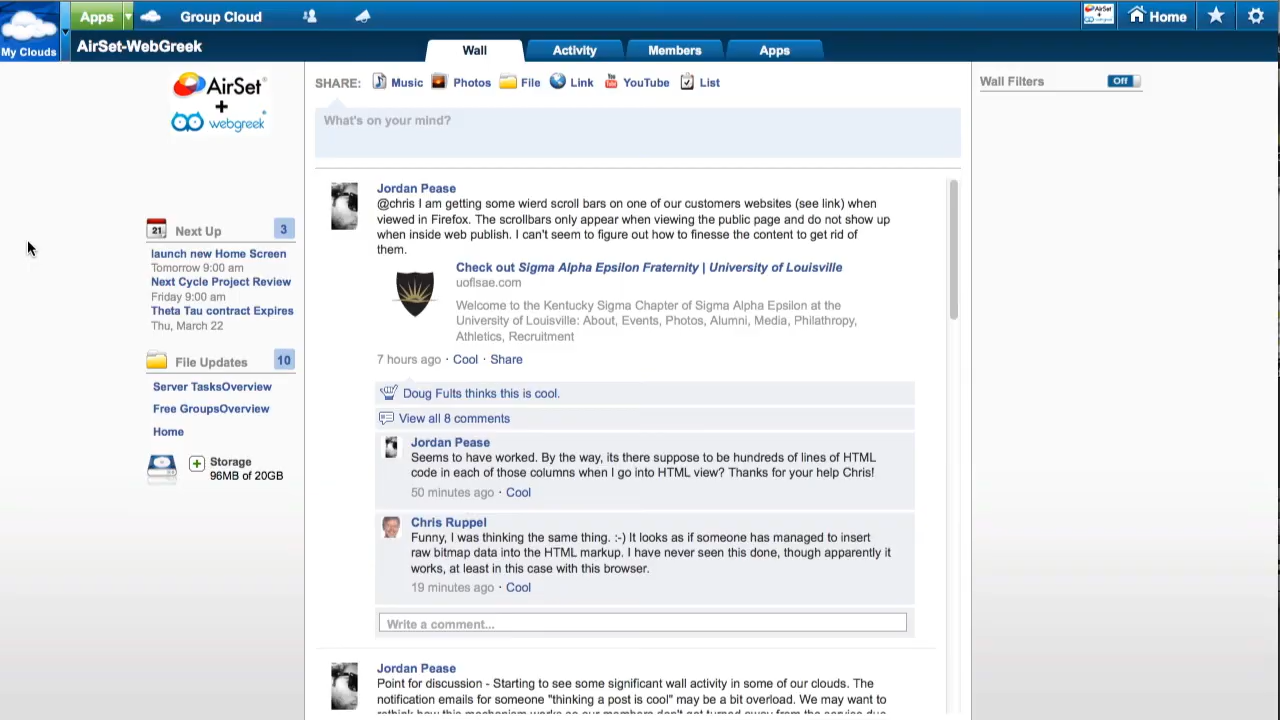 Apps
Group Cloud
Home
My Clouds
AirSet-WebGreek
Wall
Activity
Members
Apps
AirSet
+
webgreek
Next Up
3
launch new Home Screen
Tomorrow 9:00 am
Next Cycle Project Review
Friday 9:00 am
Theta Tau contract Expires
Thu, March 22
File Updates
10
Server TasksOverview
Free GroupsOverview
Home
Storage
96MB of 20GB
SHARE:
Music
Photos
File
Link
YouTube
List
What's on your mind?
Jordan Pease
@chris I am getting some wierd scroll bars on one of our customers websites (see link) when
viewed in Firefox. The scrollbars only appear when viewing the public page and do not show up
when inside web publish. I can't seem to figure out how to finesse the content to get rid of
them.
Check out Sigma Alpha Epsilon Fraternity | University of Louisville
uoflsae.com
Welcome to the Kentucky Sigma Chapter of Sigma Alpha Epsilon at the
University of Louisville: About, Events, Photos, Alumni, Media, Philathropy,
Athletics, Recruitment
7 hours ago · Cool · Share
Doug Fults thinks this is cool.
View all 8 comments
Jordan Pease
Seems to have worked. By the way, its there suppose to be hundreds of lines of HTML
code in each of those columns when I go into HTML view? Thanks for your help Chris!
50 minutes ago · Cool
Chris Ruppel
Funny, I was thinking the same thing. :-) It looks as if someone has managed to insert
raw bitmap data into the HTML markup. I have never seen this done, though apparently it
works, at least in this case with this browser.
19 minutes ago · Cool
Write a comment...
Jordan Pease
Point for discussion - Starting to see some significant wall activity in some of our clouds. The
notification emails for someone "thinking a post is cool" may be a bit overload. We may want to
Wall Filters
Off